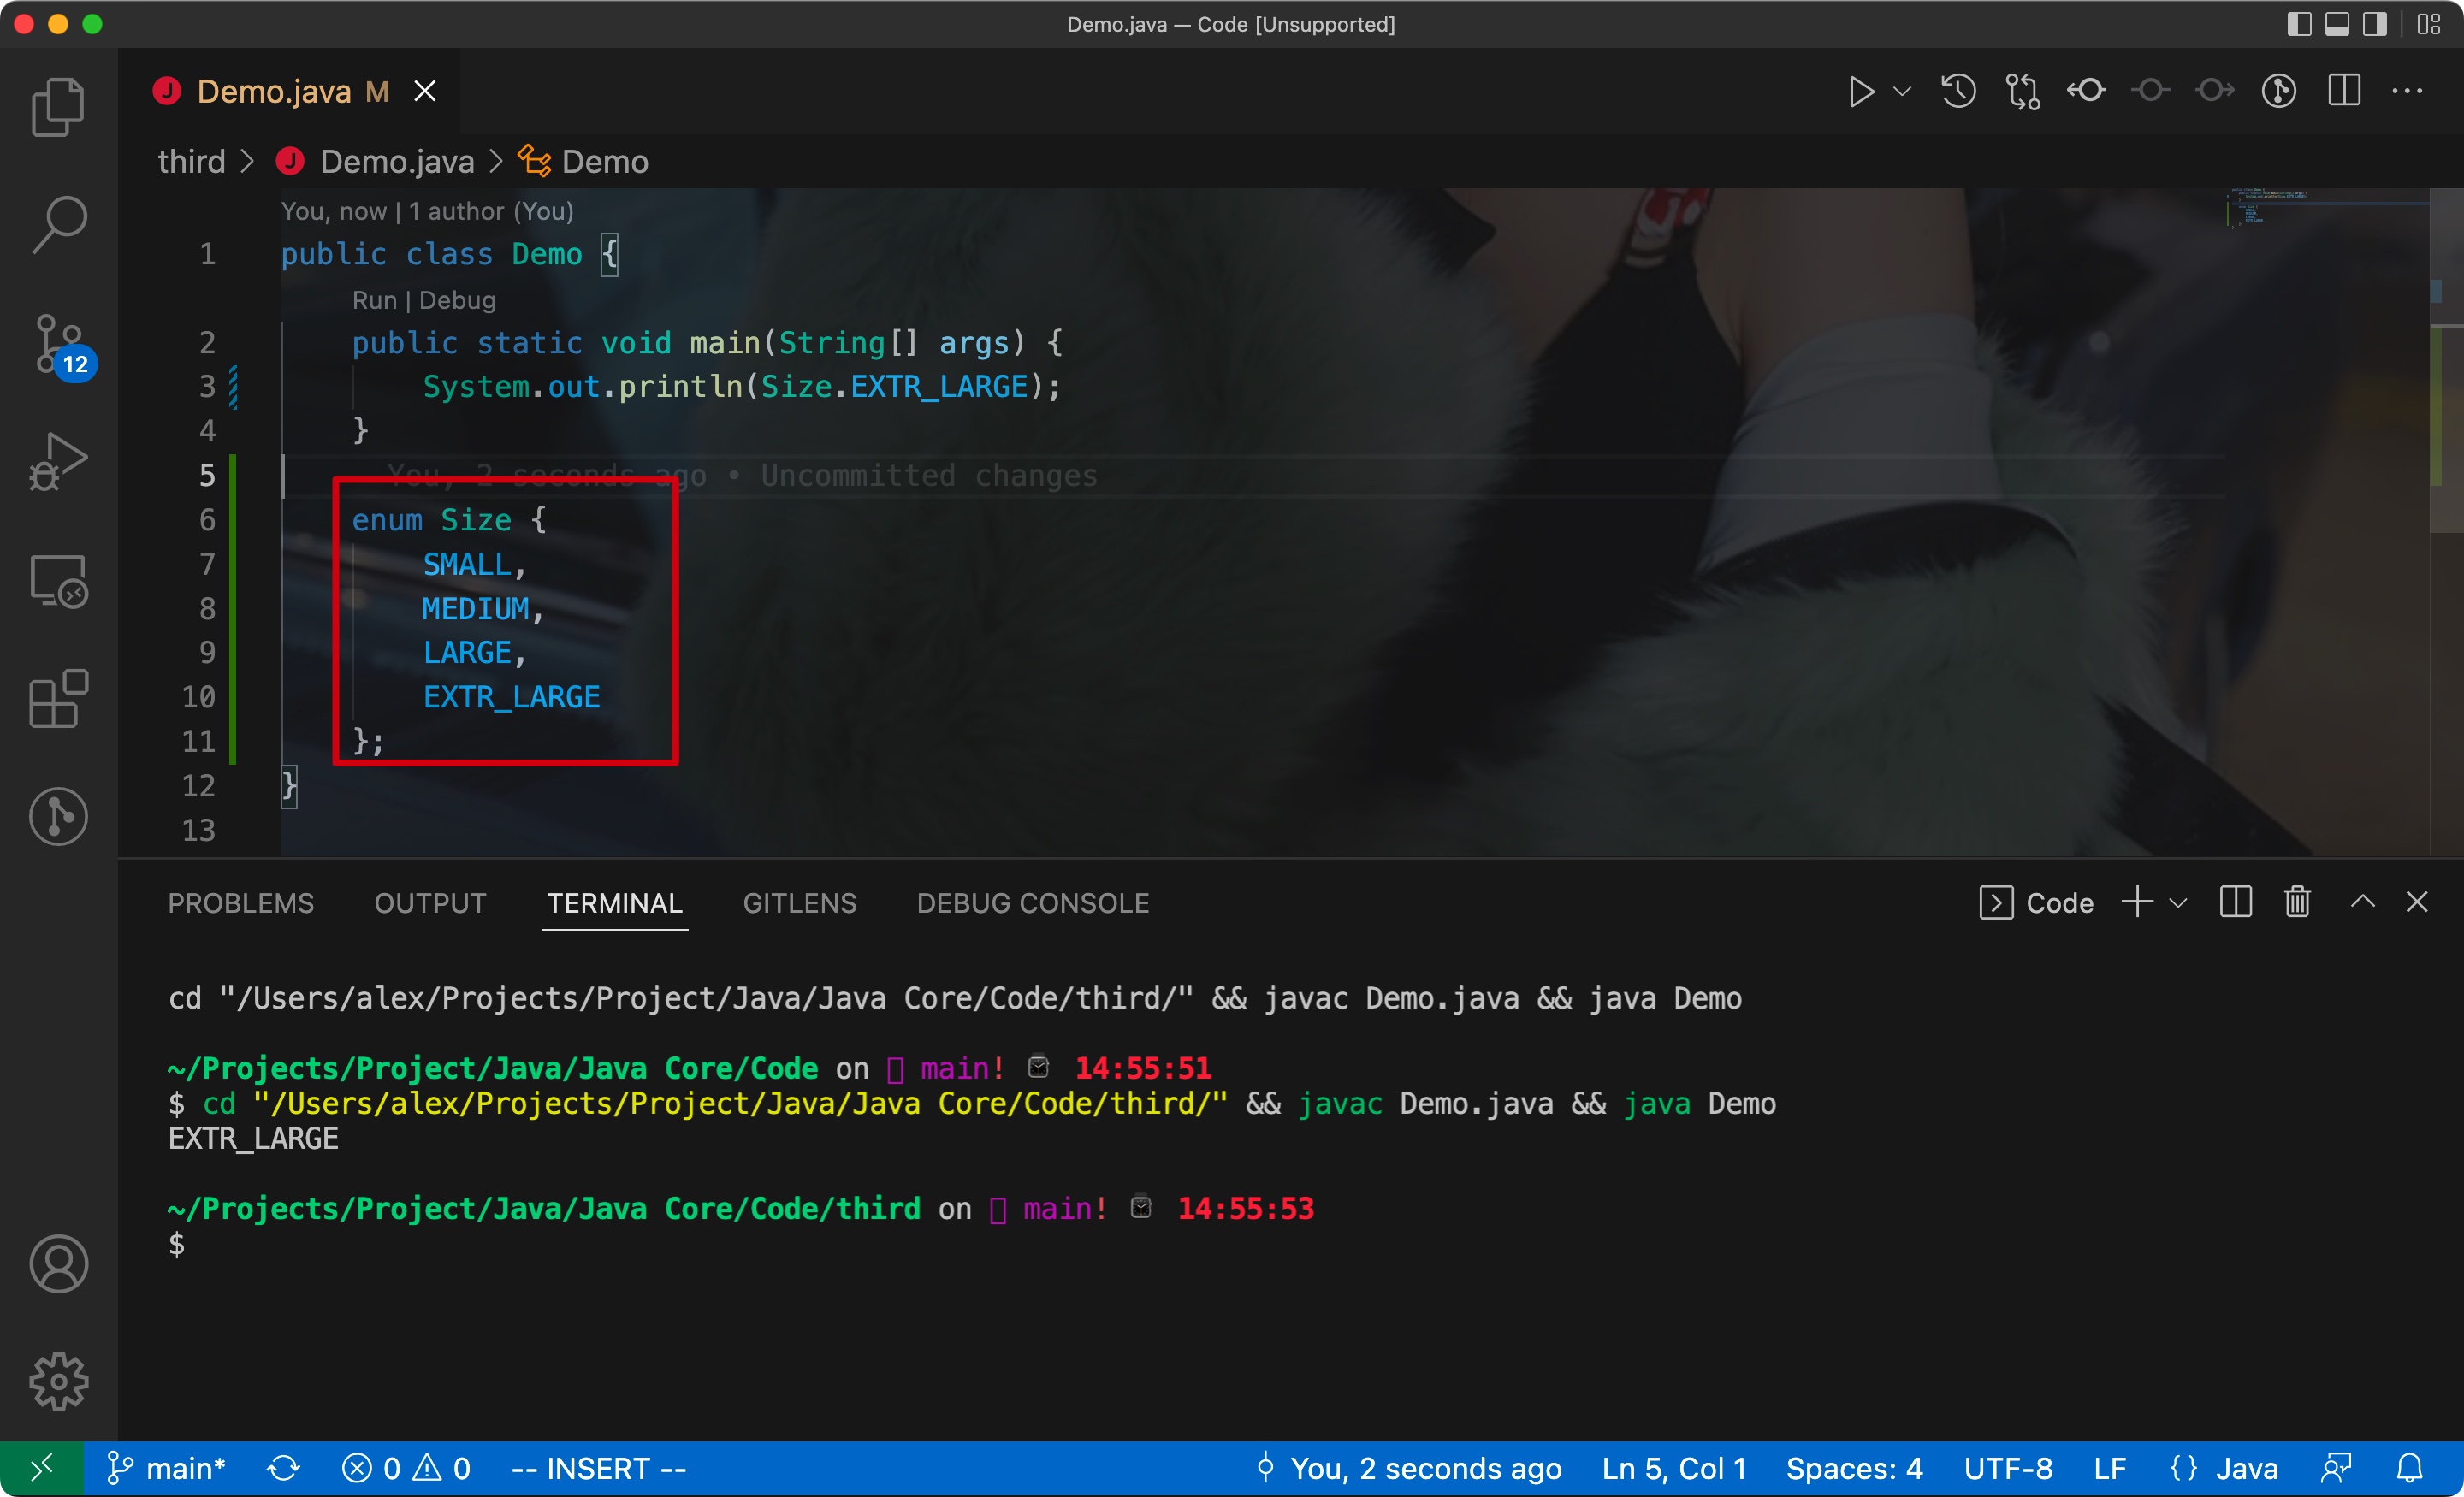 Demo.java — Code [Unsupported]
Demo.java M
third > Demo.java > Demo
You, now | 1 author (You)
1 public class Demo {
Run | Debug
2 public static void main(String[] args) {
3 System.out.println(Size.EXTR_LARGE);
4 }
5 You, 2 seconds ago • Uncommitted changes
6 enum Size {
7 SMALL,
8 MEDIUM,
9 LARGE,
10 EXTR_LARGE
11 };
12 }
13
12
PROBLEMS OUTPUT TERMINAL GITLENS DEBUG CONSOLE Code
cd "/Users/alex/Projects/Project/Java/Java Core/Code/third/" && javac Demo.java && java Demo
~/Projects/Project/Java/Java Core/Code on main! 14:55:51
$ cd "/Users/alex/Projects/Project/Java/Java Core/Code/third/" && javac Demo.java && java Demo
EXTR_LARGE
~/Projects/Project/Java/Java Core/Code/third on main! 14:55:53
$
main* 0 0 -- INSERT -- You, 2 seconds ago Ln 5, Col 1 Spaces: 4 UTF-8 LF {} Java